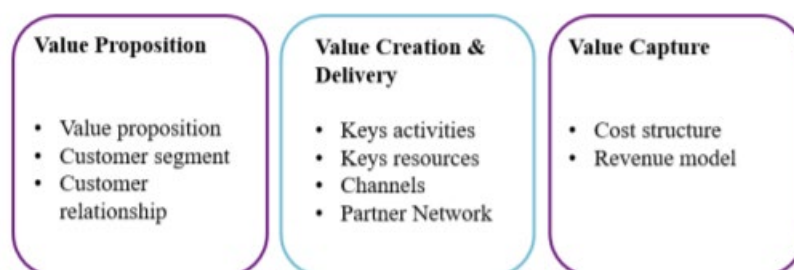 Value Proposition
• Value proposition
• Customer segment
• Customer
relationship
Value Creation &
Delivery
• Keys activities
• Keys resources
• Channels
• Partner Network
Value Capture
• Cost structure
• Revenue model